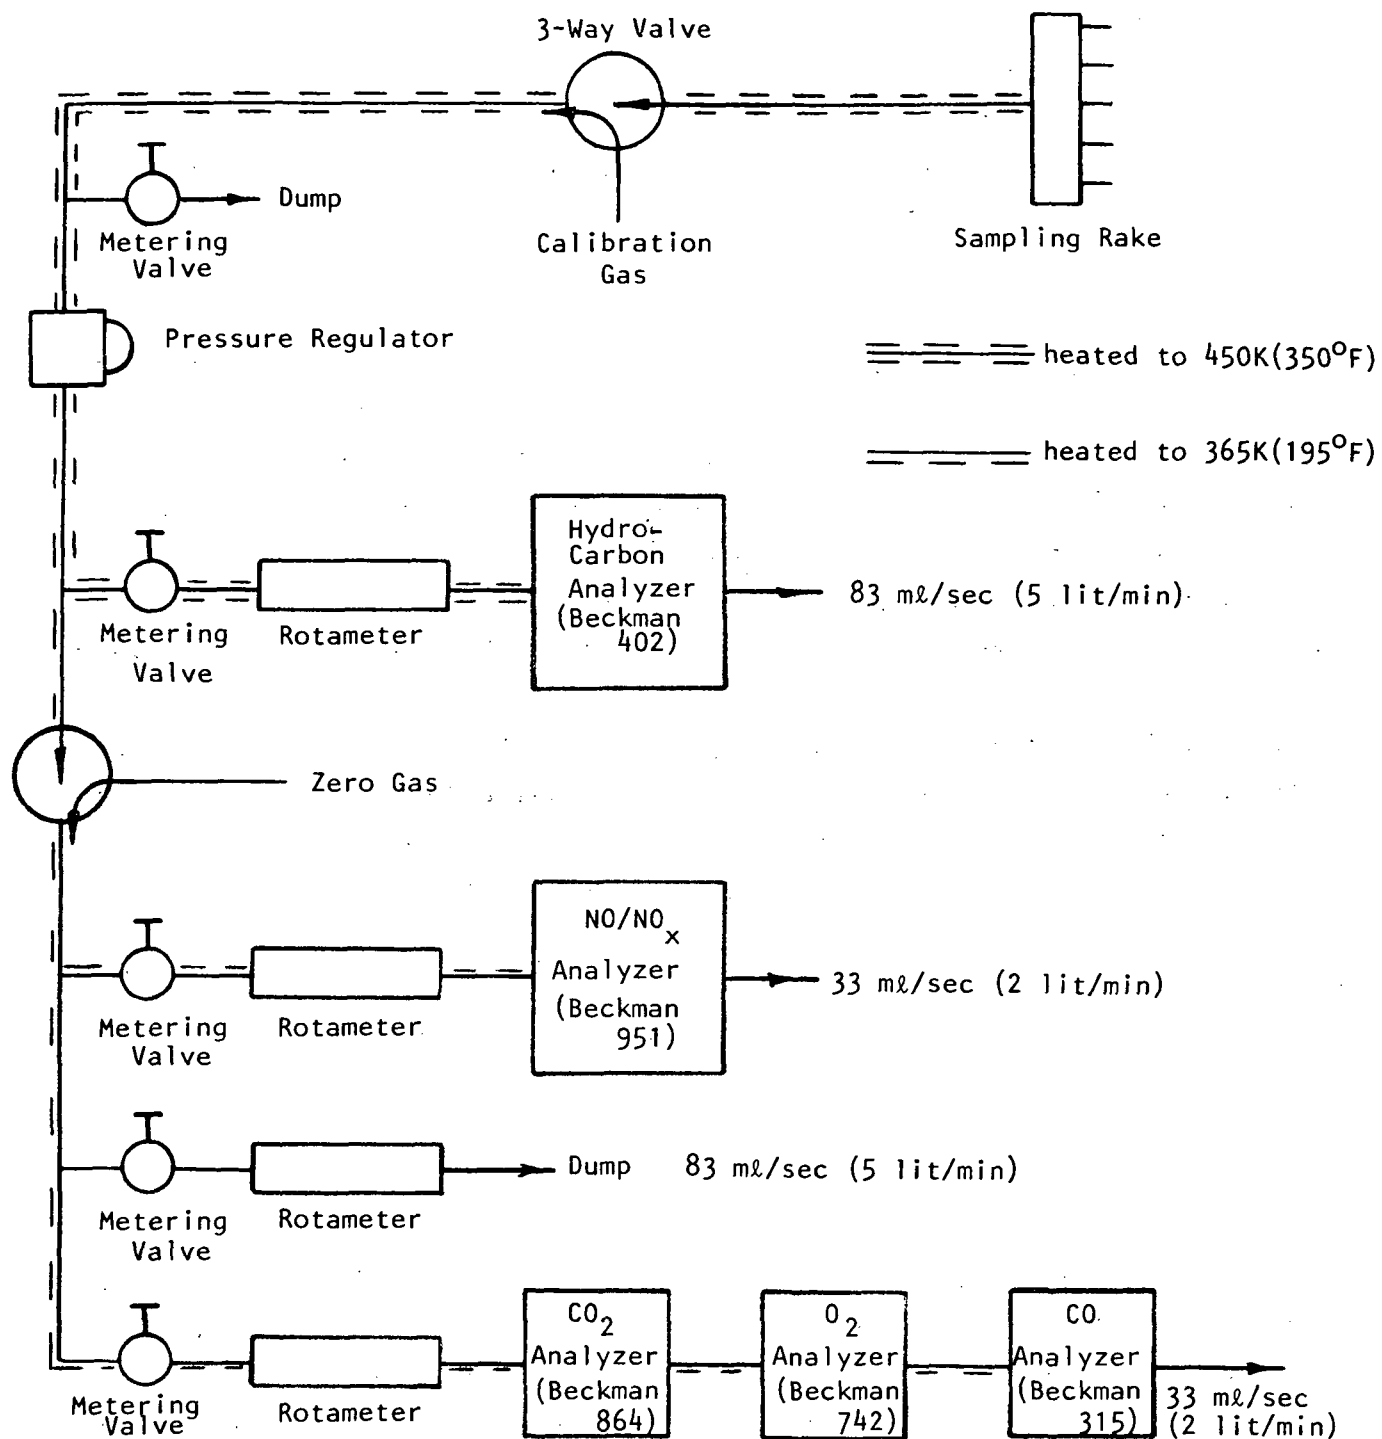 3-Way Valve
Dump
Metering
Valve
Calibration
Gas
Sampling Rake
Pressure Regulator
heated to 450K(350°F)
heated to 365K(195°F)
Hydro-
Carbon
Analyzer
(Beckman
402)
83 mℓ/sec (5 lit/min)
Metering
Valve
Rotameter
Zero Gas
NO/NOx
Analyzer
(Beckman
951)
33 mℓ/sec (2 lit/min)
Metering
Valve
Rotameter
Dump 83 mℓ/sec (5 lit/min)
Metering
Valve
Rotameter
CO2
Analyzer
(Beckman
864)
O2
Analyzer
(Beckman
742)
CO
Analyzer
(Beckman
315)
33 mℓ/sec
(2 lit/min)
Metering
Valve
Rotameter